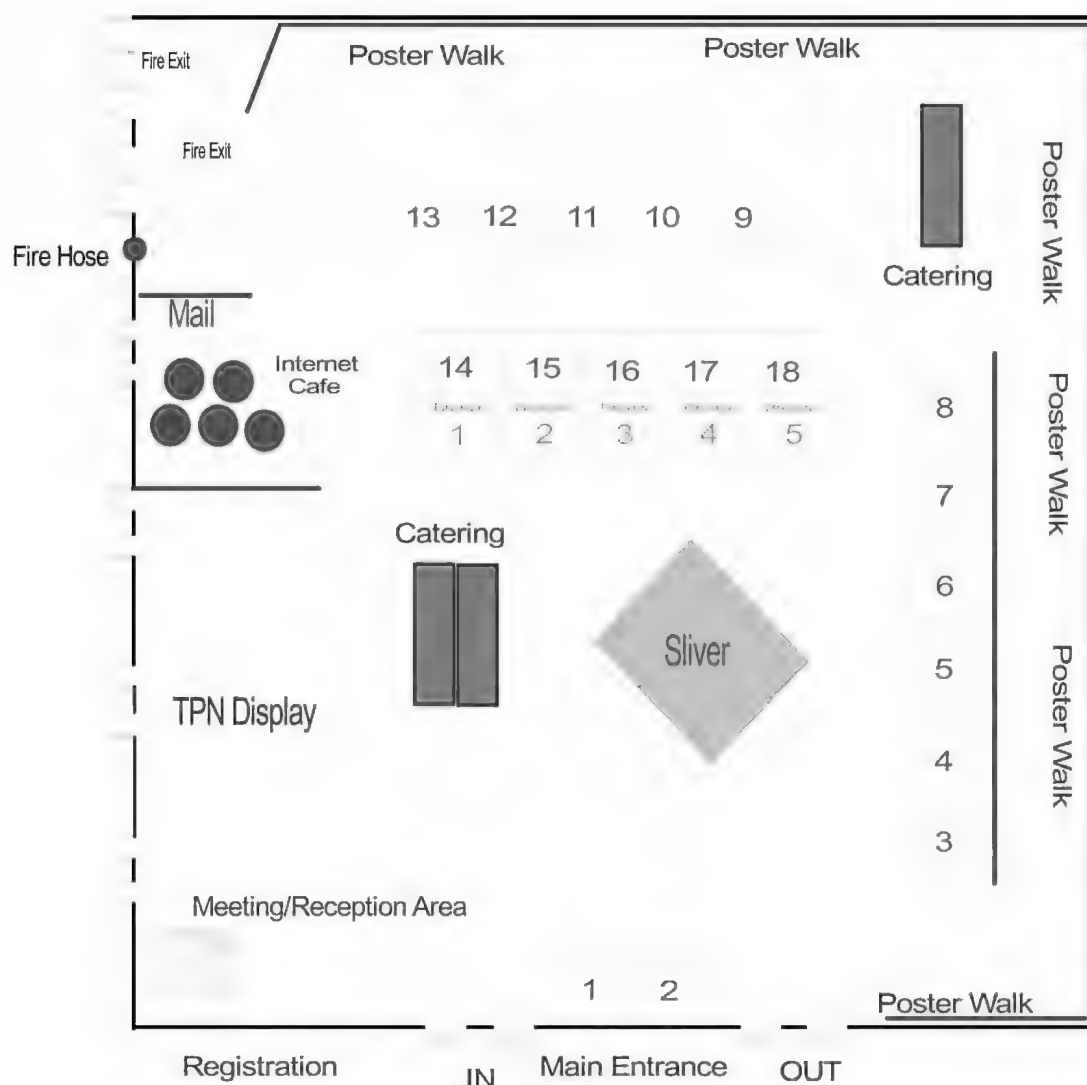 Fire Exit
Poster Walk
Poster Walk
Fire Exit
Poster Walk
13 12 11 10 9
Fire Hose
Catering
Mail
Internet
Cafe
14 15 16 17 18
1 2 3 4 5
8
Poster Walk
7
Catering
6
Sliver
5
Poster Walk
TPN Display
4
3
Meeting/Reception Area
1 2
Poster Walk
Registration
IN
Main Entrance
OUT